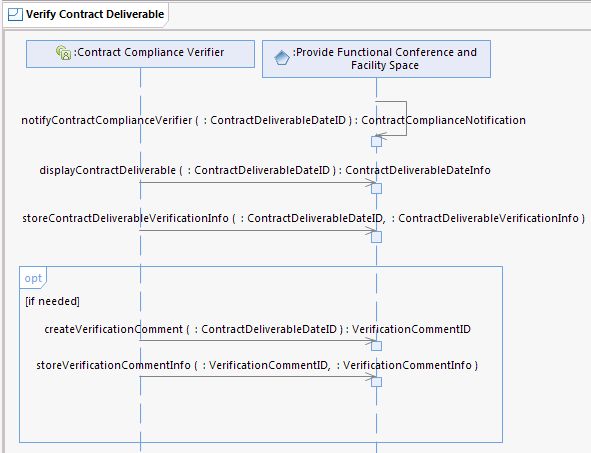 Verify Contract Deliverable
:Contract Compliance Verifier
:Provide Functional Conference and
Facility Space
notifyContractComplianceVerifier ( : ContractDeliverableDateID ) : ContractComplianceNotification
displayContractDeliverable ( : ContractDeliverableDateID ) : ContractDeliverableDateInfo
storeContractDeliverableVerificationInfo ( : ContractDeliverableDateID, : ContractDeliverableVerificationInfo )
opt
[if needed]
createVerificationComment ( : ContractDeliverableDateID ) : VerificationCommentID
storeVerificationCommentInfo ( : VerificationCommentID, : VerificationCommentInfo )